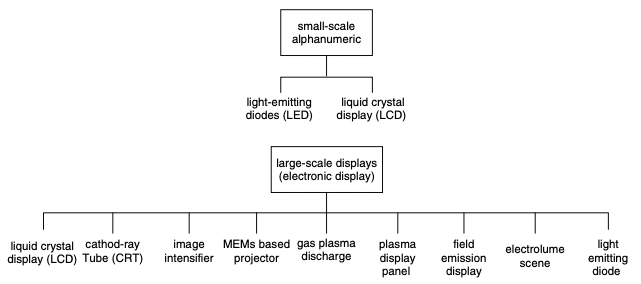 small-scale
alphanumeric
light-emitting
diodes (LED)
liquid crystal
display (LCD)
large-scale displays
(electronic display)
liquid crystal
display (LCD)
cathod-ray
Tube (CRT)
image
intensifier
MEMs based
projector
gas plasma
discharge
plasma
display
panel
field
emission
display
electrolume
scene
light
emitting
diode